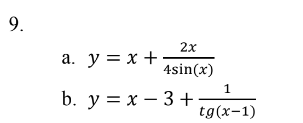 9.
a. y = x + 2x / 4sin(x)
b. y = x − 3 + 1 / tg(x−1)